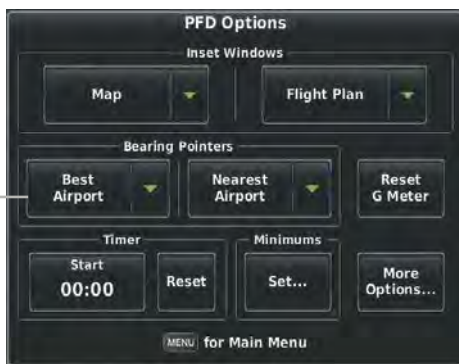 PFD Options
Inset Windows
Map
Flight Plan
Bearing Pointers
Best
Airport
Nearest
Airport
Reset
G Meter
Timer
Start
00:00
Reset
Minimums
Set...
More
Options...
MENU for Main Menu